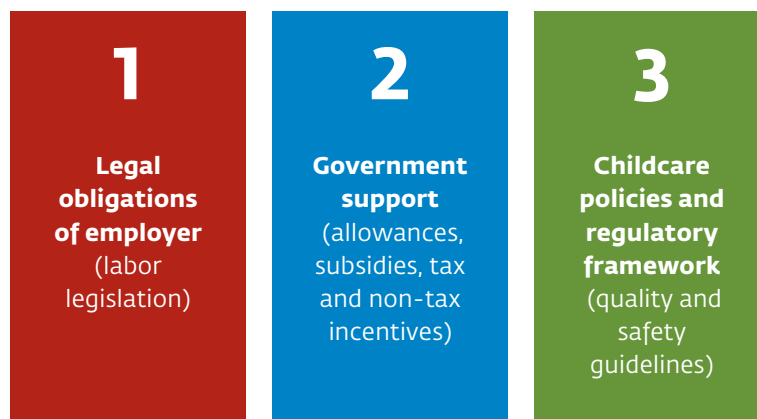 1
Legal
obligations
of employer
(labor
legislation)
2
Government
support
(allowances,
subsidies, tax
and non-tax
incentives)
3
Childcare
policies and
regulatory
framework
(quality and
safety
guidelines)